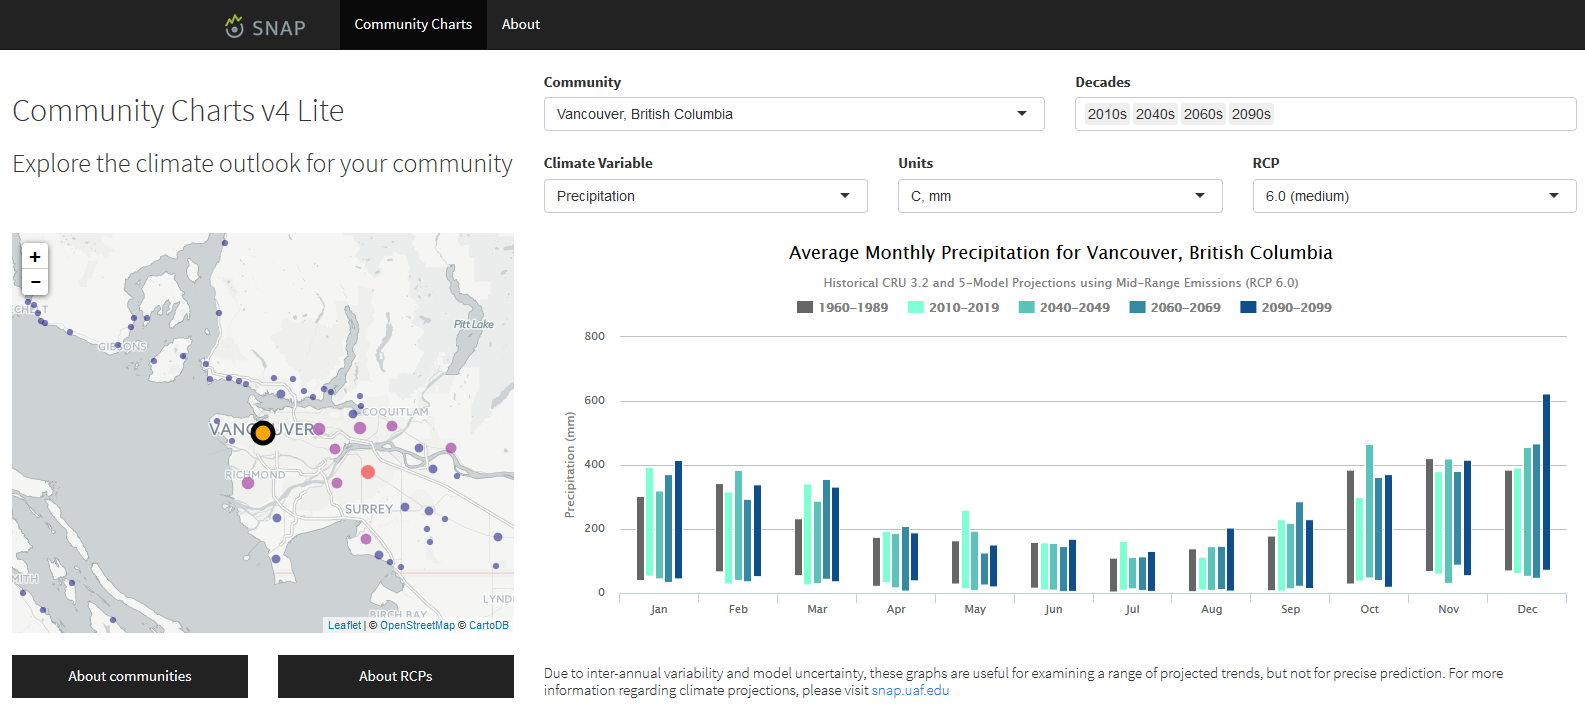 SNAP
Community Charts
About
Community Charts v4 Lite
Explore the climate outlook for your community
Community
Vancouver, British Columbia
Decades
2010s 2040s 2060s 2090s
Climate Variable
Precipitation
Units
C, mm
RCP
6.0 (medium)
+
−
Pitt Lake
GIBSONS
COQUITLAM
VANCOUVER
RICHMOND
SURREY
BIRCH BAY
Leaflet | © OpenStreetMap © CartoDB
About communities
About RCPs
Average Monthly Precipitation for Vancouver, British Columbia
Historical CRU 3.2 and 5-Model Projections using Mid-Range Emissions (RCP 6.0)
1960-1989 2010-2019 2040-2049 2060-2069 2090-2099
Precipitation (mm)
800
600
400
200
0
Jan Feb Mar Apr May Jun Jul Aug Sep Oct Nov Dec
Due to inter-annual variability and model uncertainty, these graphs are useful for examining a range of projected trends, but not for precise prediction. For more
information regarding climate projections, please visit snap.uaf.edu